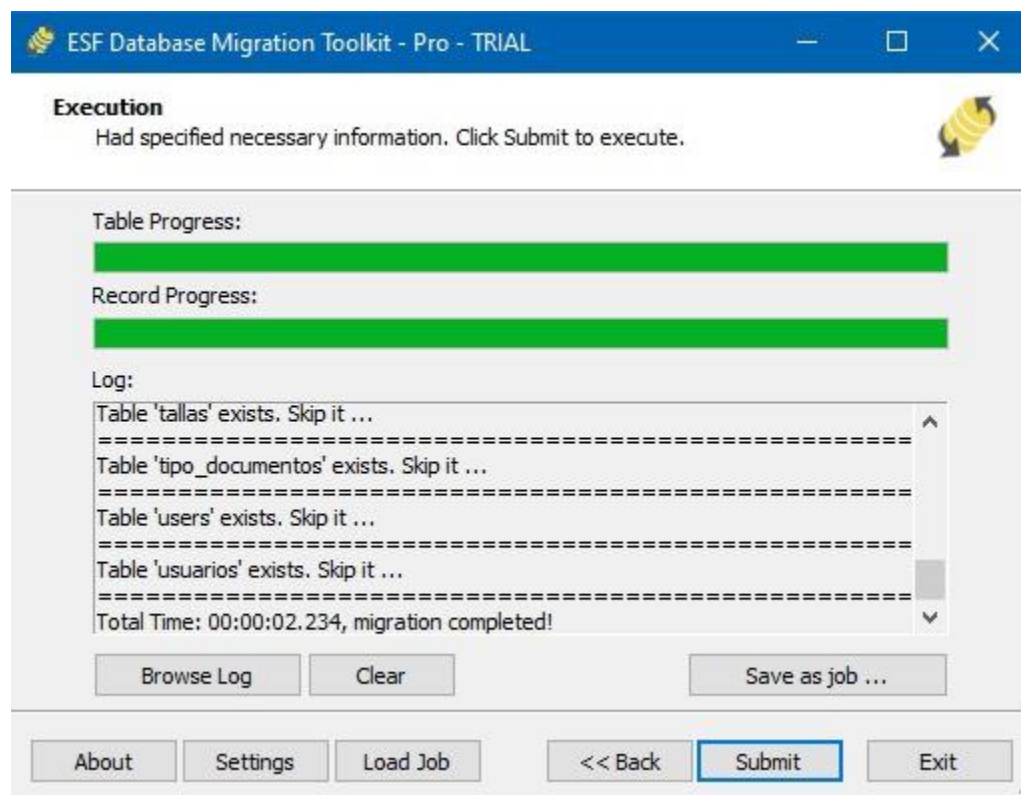 ESF Database Migration Toolkit - Pro - TRIAL
Execution
Had specified necessary information. Click Submit to execute.
Table Progress:
Record Progress:
Log:
Table 'tallas' exists. Skip it ...
====================================================
Table 'tipo_documentos' exists. Skip it ...
====================================================
Table 'users' exists. Skip it ...
====================================================
Table 'usuarios' exists. Skip it ...
====================================================
Total Time: 00:00:02.234, migration completed!
Browse Log Clear Save as job ...
About Settings Load Job << Back Submit Exit